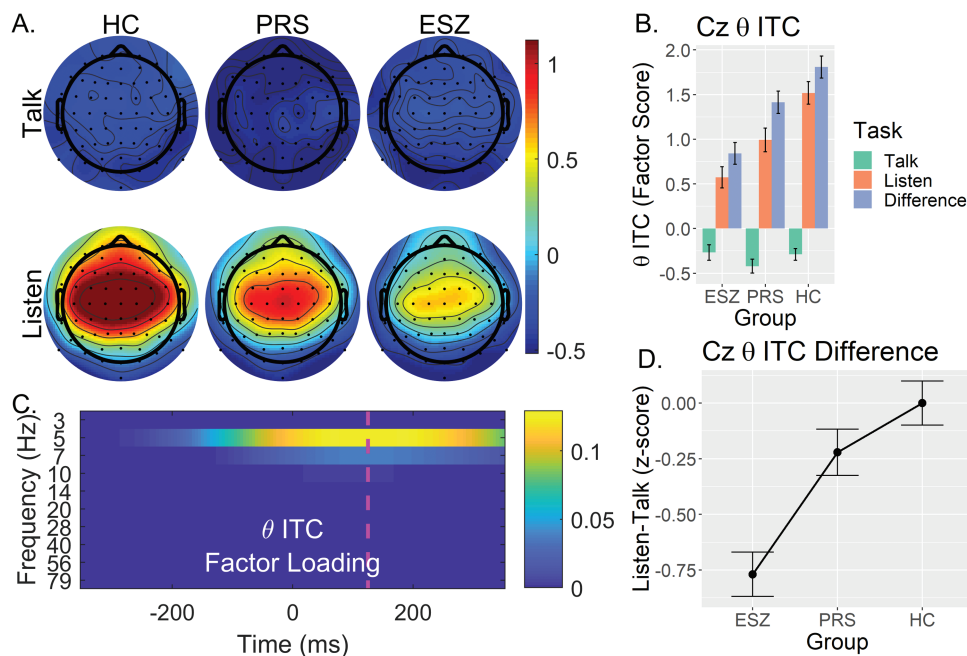 A.
HC
PRS
ESZ
Talk
Listen
1
0.5
0
-0.5
B.
Cz θ ITC
θ ITC (Factor Score)
2.0
1.5
1.0
0.5
0.0
-0.5
ESZ
PRS
HC
Group
Task
Talk
Listen
Difference
C.
Frequency (Hz)
3
5
7
10
14
20
28
40
56
79
θ ITC
Factor Loading
-200
0
200
Time (ms)
0.1
0.05
0
D.
Cz θ ITC Difference
Listen-Talk (z-score)
0.00
-0.25
-0.50
-0.75
ESZ
PRS
HC
Group